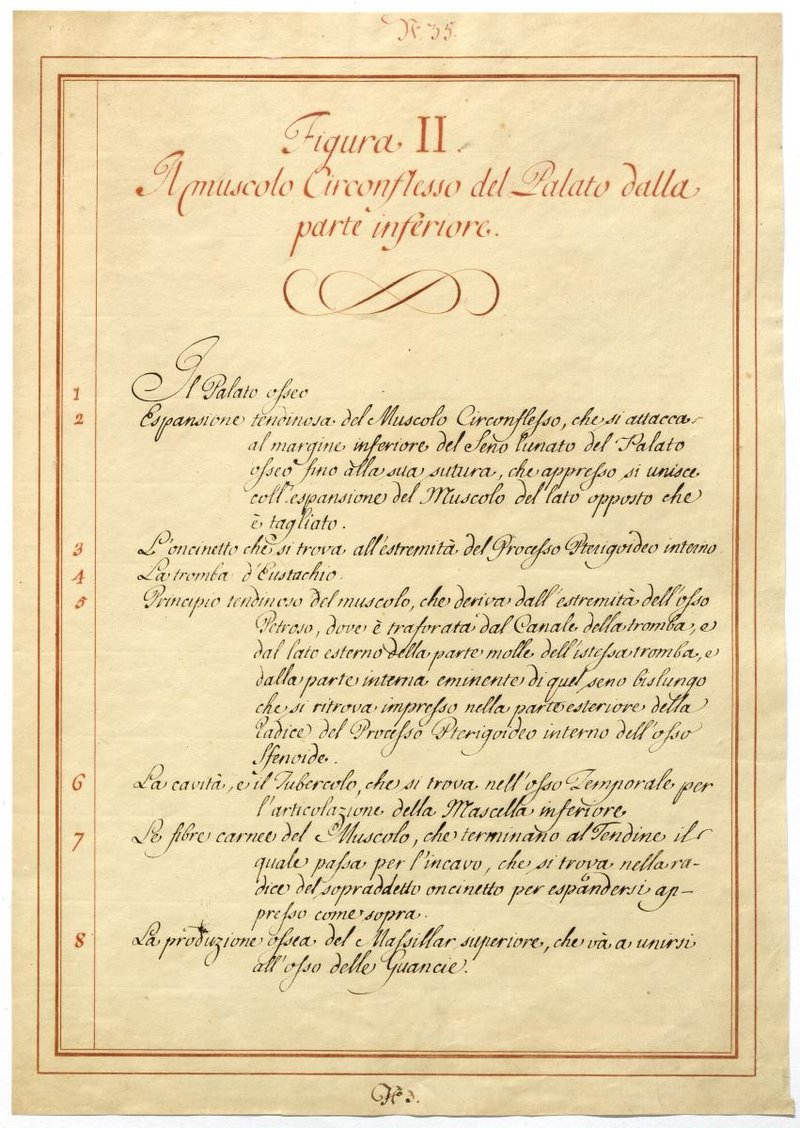 N.º 35.
Figura II.
Il muscolo Circonflesso del Palato dalla
parte inferiore.
1 Il Palato osseo
2 Espansione tendinosa del Muscolo Circonflesso, che si attacca
al margine inferiore del Seno lunato del Palato
osseo fino alla sua sutura, che appresso si unisce
coll'espansione del Muscolo del lato opposto che
è tagliato.
3 L'oncinetto che si trova all'estremità del Processo Pterigoideo interno
4 La tromba d'Eustachio.
5 Principio tendinoso del muscolo, che deriva dall'estremità dell'osso
Petroso, dove è traforata dal Canale della tromba, e
dal lato esterno della parte molle dell'istessa tromba, e
dalla parte interna eminente di quel seno bislungo
che si ritrova impresso nella parte esteriore della
radice del Processo Pterigoideo interno dell'osso
Sfenoide.
6 La cavità, e il Tubercolo, che si trova nell'osso Temporale per
l'articolazione della Mascella inferiore
7 Le fibre carnee del Muscolo, che terminano al Tendine il
quale passa per l'incavo, che si trova nella ra-
dice del sopraddetto oncinetto per espandersi ap-
presso come sopra.
8 La produzione ossea del Massillar superiore, che và a unirsi
all'osso delle Guancie.
Nº 3.